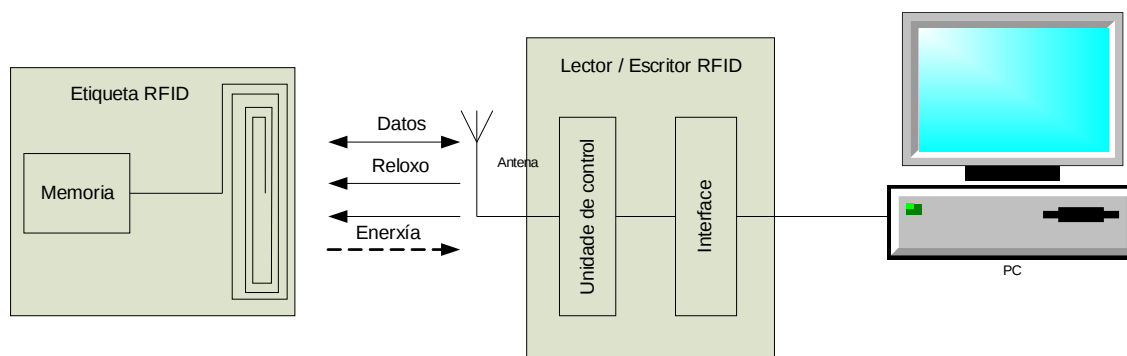 Etiqueta RFID
Memoria
Datos
Reloxo
Enerxía
Antena
Lector / Escritor RFID
Unidade de control
Interface
PC